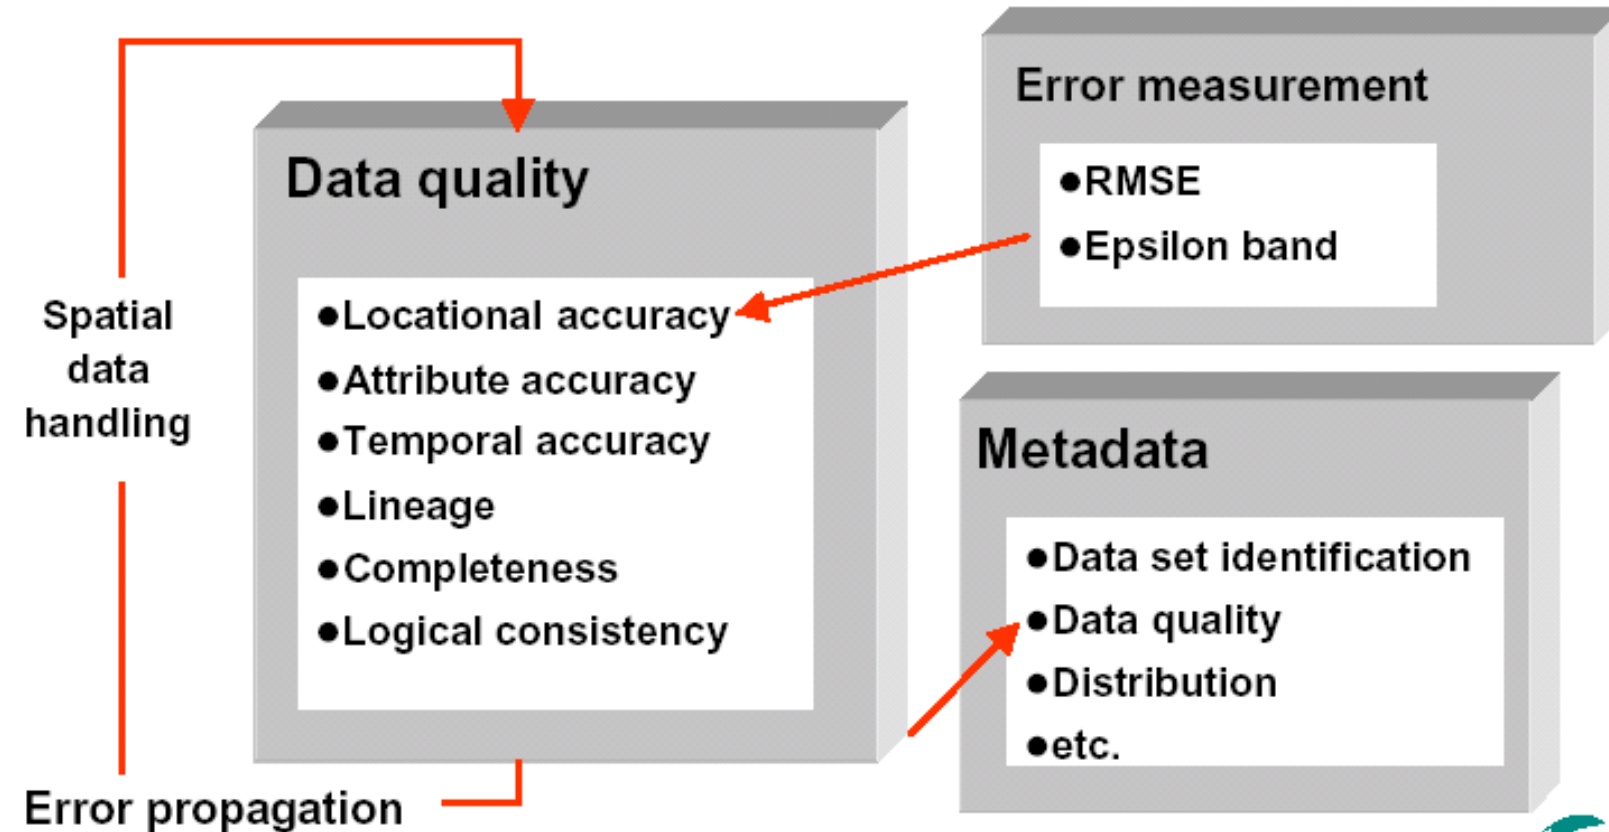 Error measurement
●RMSE
●Epsilon band
Data quality
●Locational accuracy
●Attribute accuracy
●Temporal accuracy
●Lineage
●Completeness
●Logical consistency
Spatial
data
handling
Metadata
●Data set identification
●Data quality
●Distribution
●etc.
Error propagation